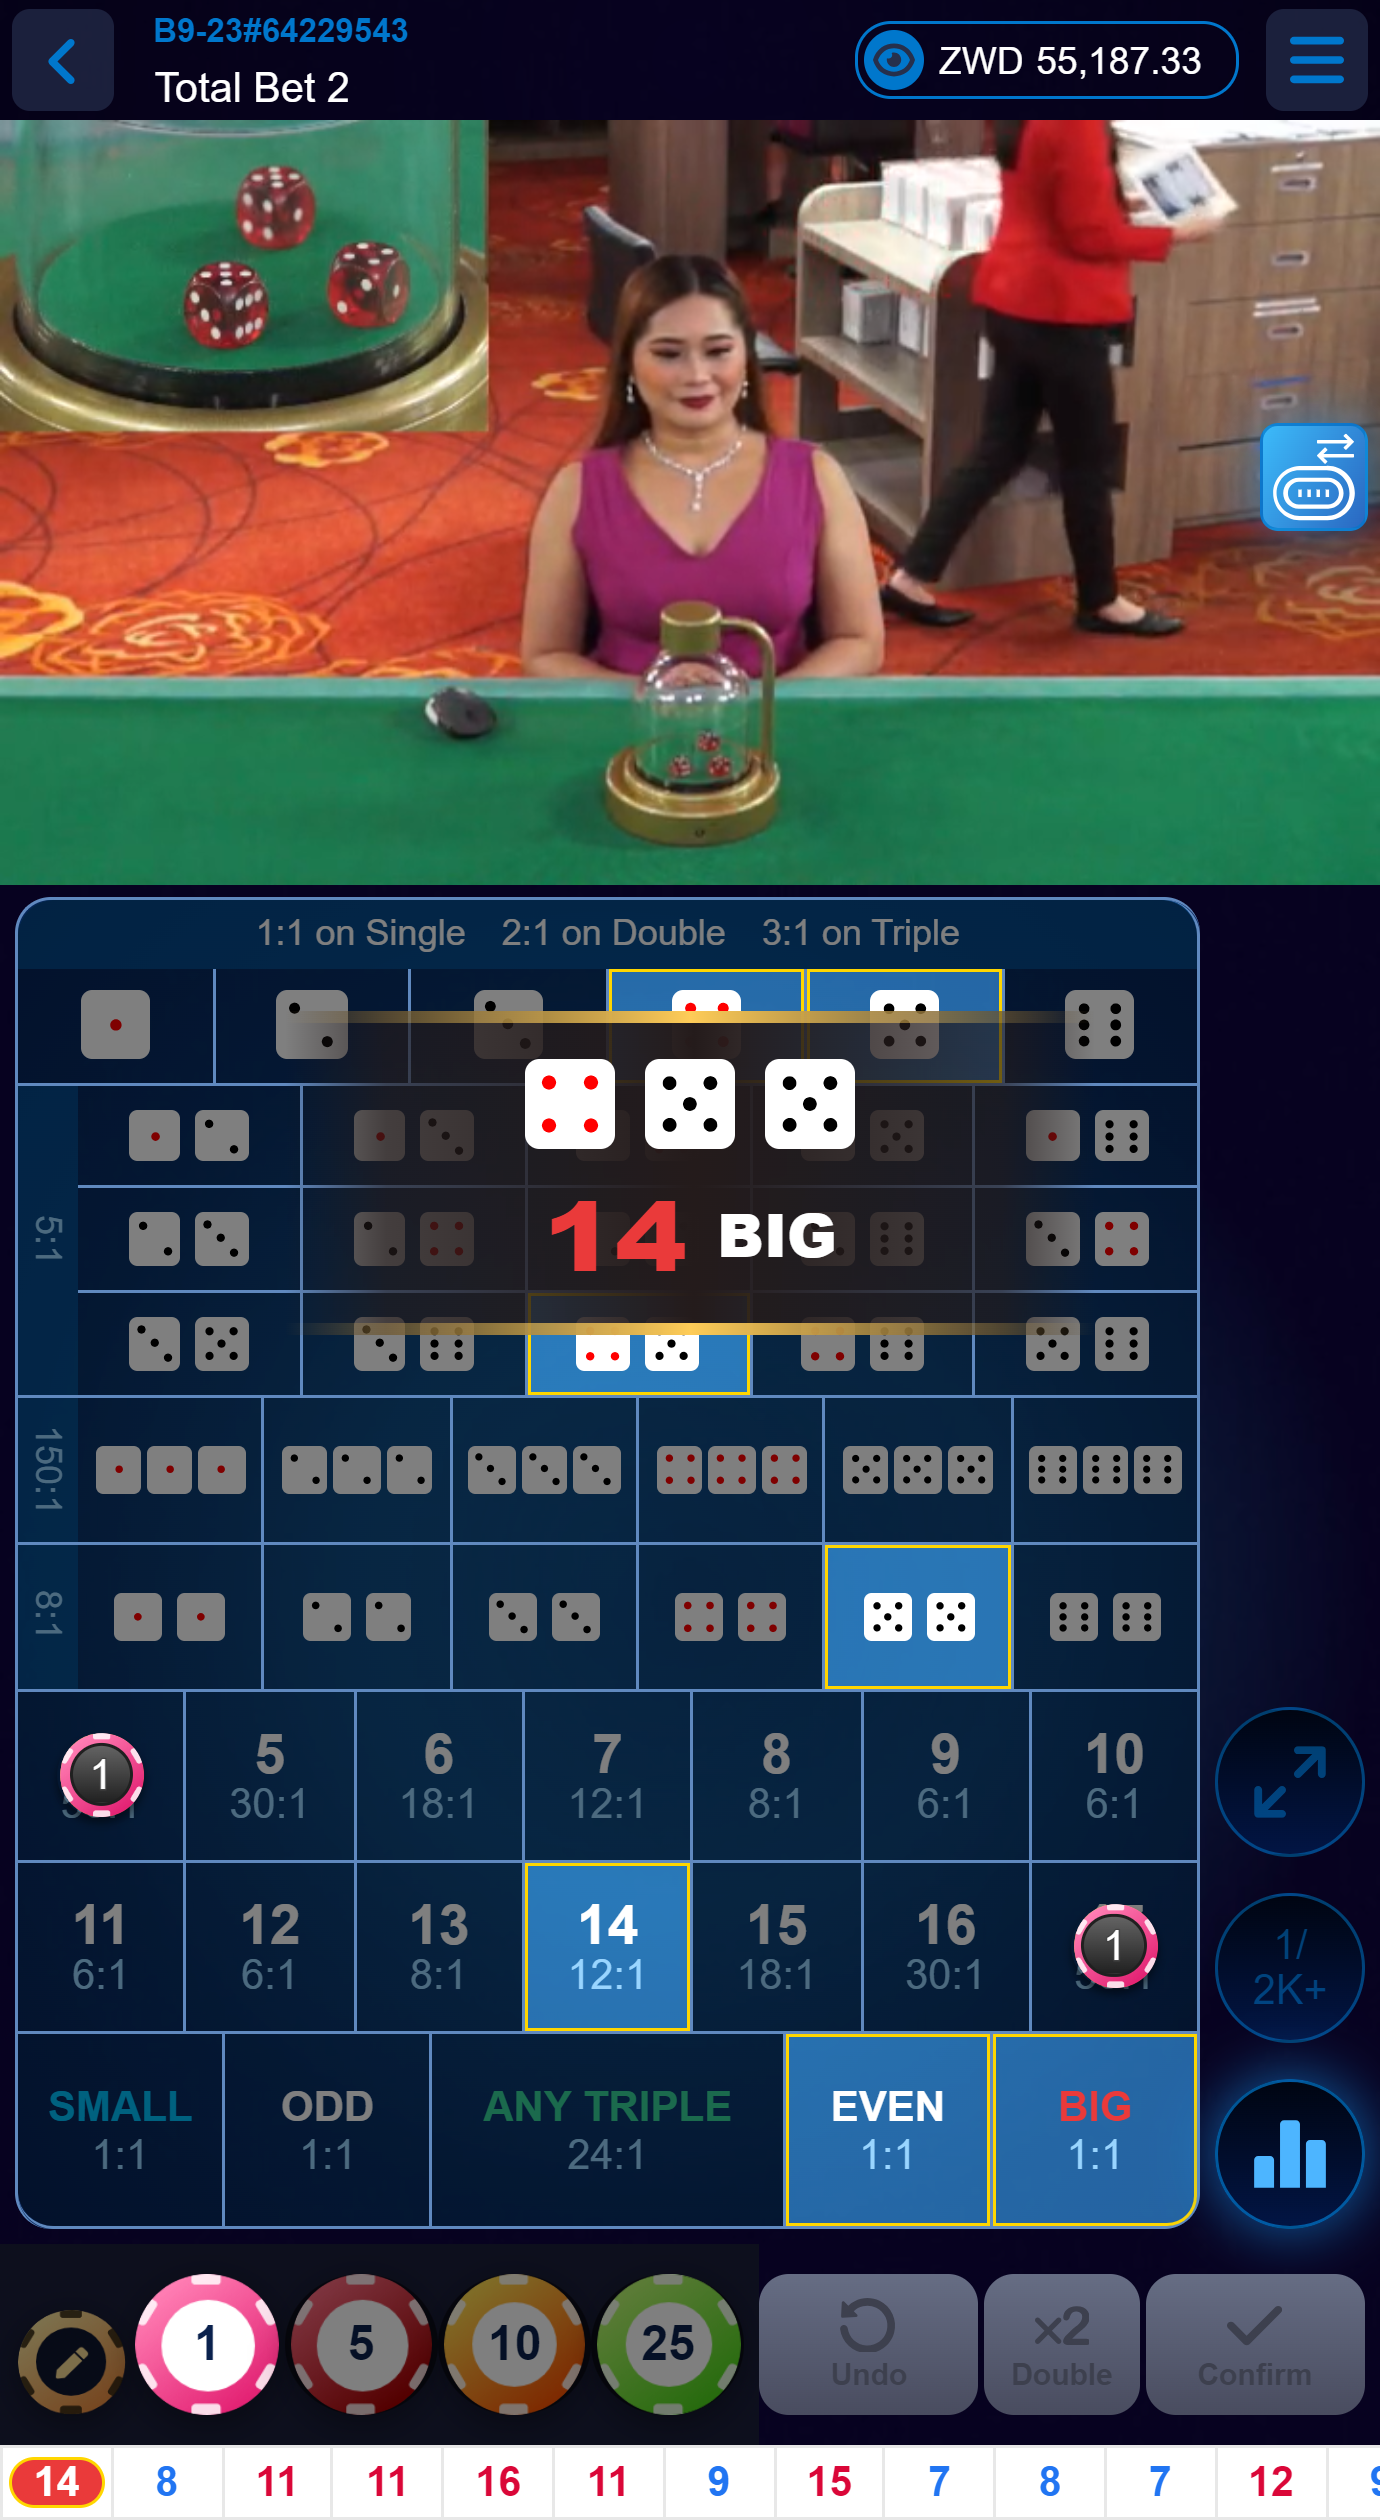 B9-23#64229543
Total Bet 2
ZWD 55,187.33
1:1 on Single 2:1 on Double 3:1 on Triple
14 BIG
5:1
150:1
8:1
1
5 6 7 8 9 10
30:1 18:1 12:1 8:1 6:1 6:1
11 12 13 14 15 16
1
6:1 6:1 8:1 12:1 18:1 30:1
1/
2K+
SMALL ODD ANY TRIPLE EVEN BIG
1:1 1:1 24:1 1:1 1:1
1 5 10 25
x2
Undo Double Confirm
14 8 11 11 16 11 9 15 7 8 7 12